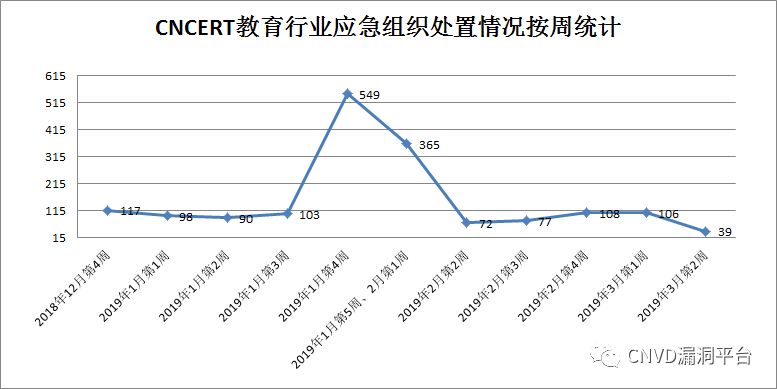 CNCERT教育行业应急组织处置情况按周统计
615
515
415
315
215
115
15
117
98
90
103
549
365
72
77
108
106
39
2018年12月第4周
2019年1月第1周
2019年1月第2周
2019年1月第3周
2019年1月第4周
2019年1月第5周、2月第1周
2019年2月第2周
2019年2月第3周
2019年2月第4周
2019年3月第1周
2019年3月第2周
CNVD漏洞平台